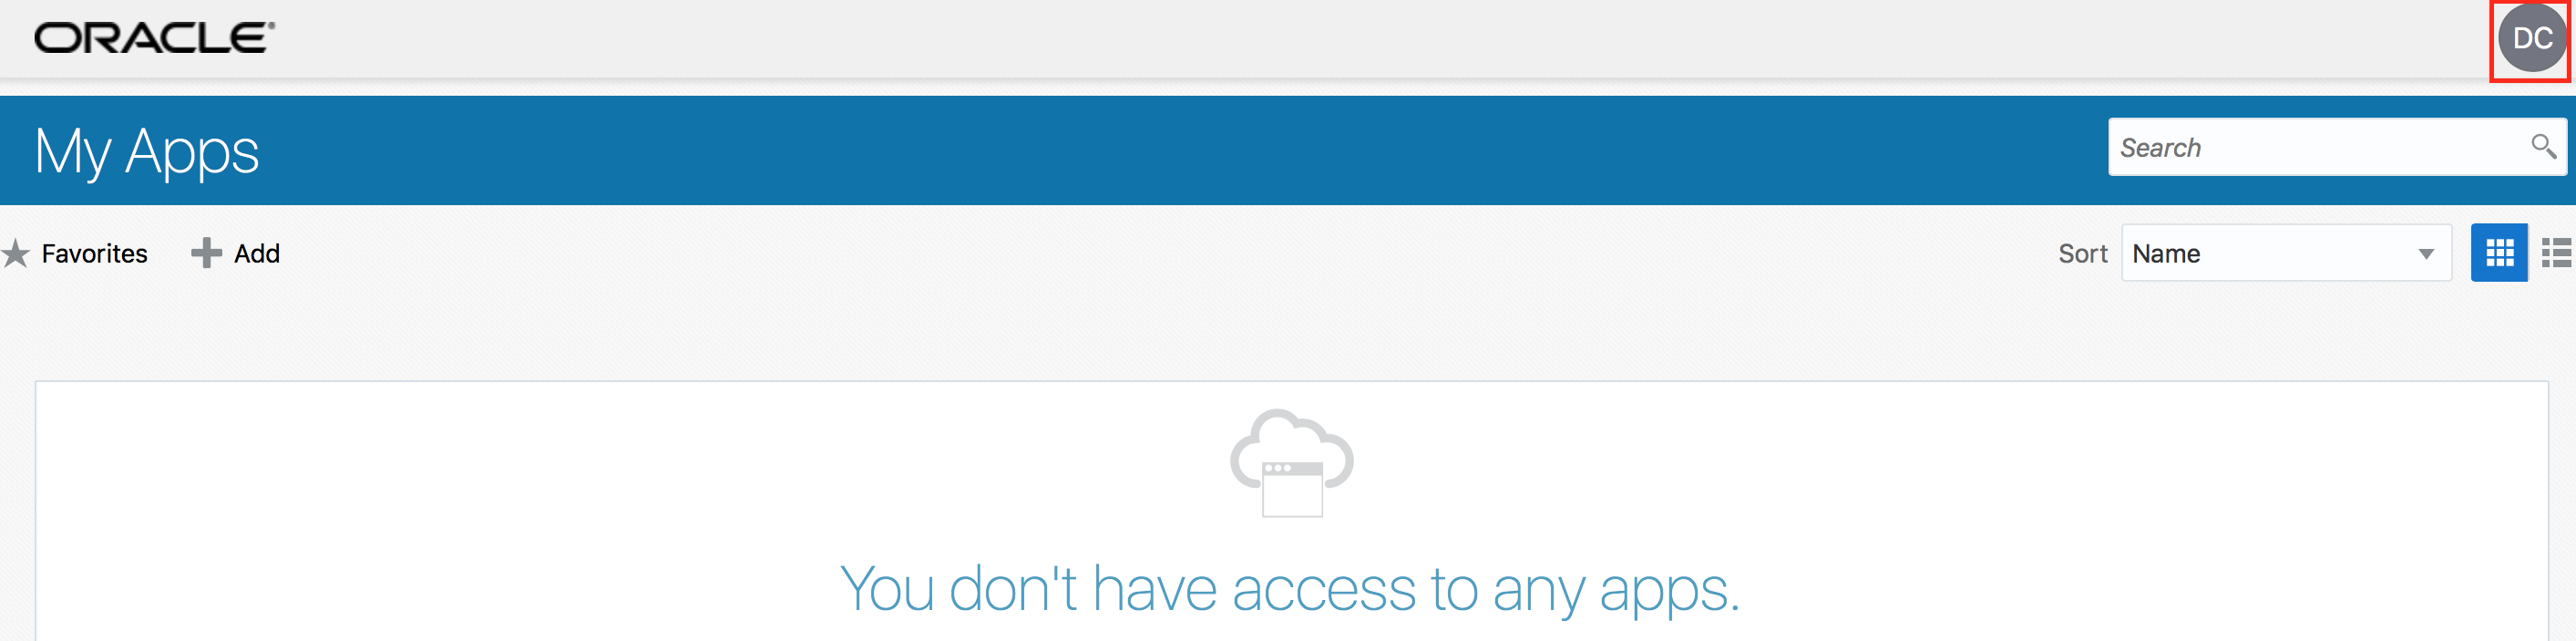 ORACLE®
DC
My Apps
Search
Favorites
Add
Sort
Name
You don't have access to any apps.